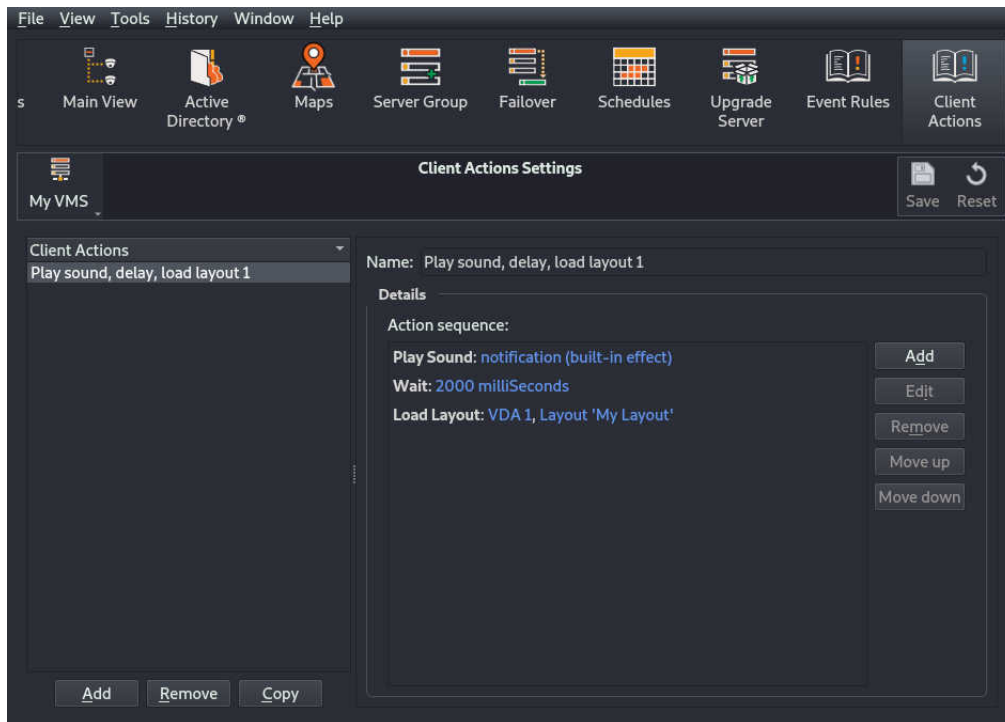 File View Tools History Window Help
s Main View Active Directory ® Maps Server Group Failover Schedules Upgrade Server Event Rules Client Actions
My VMS
Client Actions Settings
Save Reset
Client Actions
Play sound, delay, load layout 1
Name: Play sound, delay, load layout 1
Details
Action sequence:
Play Sound: notification (built-in effect)
Wait: 2000 milliSeconds
Load Layout: VDA 1, Layout 'My Layout'
Add
Edit
Remove
Move up
Move down
Add Remove Copy